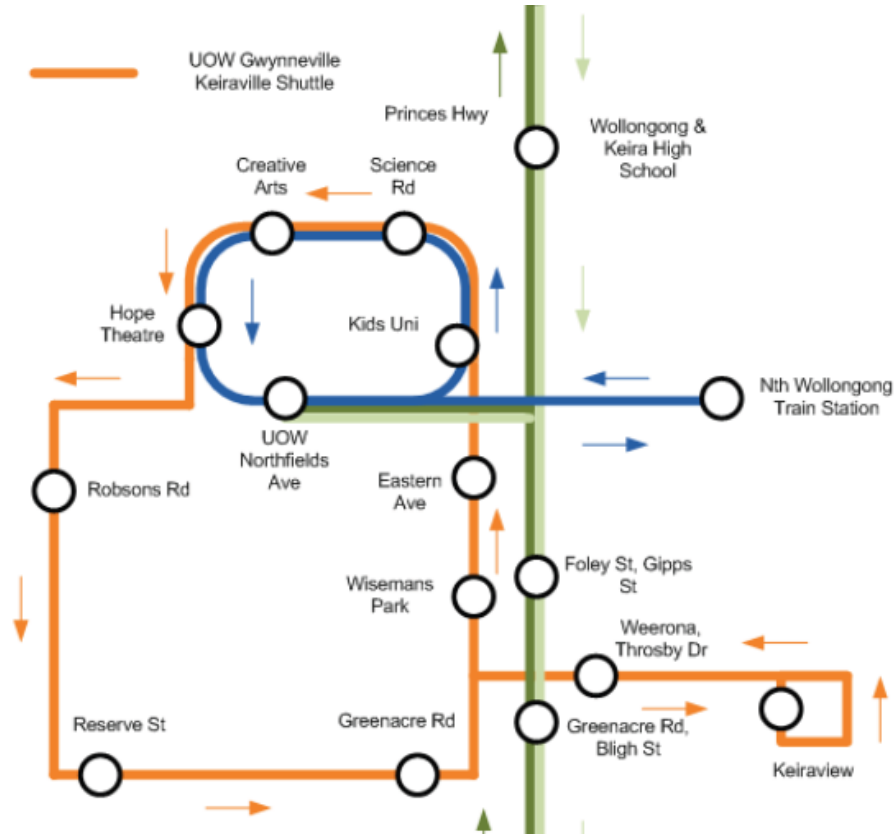 UOW Gwynneville
Keiraville Shuttle
Princes Hwy
Wollongong &
Keira High
School
Creative
Arts
Science
Rd
Hope
Theatre
Kids Uni
Nth Wollongong
Train Station
UOW
Northfields
Ave
Robsons Rd
Eastern
Ave
Wisemans
Park
Foley St, Gipps
St
Weerona,
Throsby Dr
Reserve St
Greenacre Rd
Greenacre Rd,
Bligh St
Keiraview